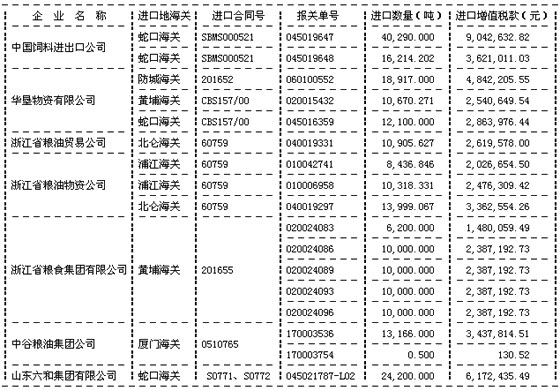 企 业 名 称 进口地海关 进口合同号 报关单号 进口数量(吨) 进口增值税款(元)
中国饲料进出口公司 蛇口海关 SBMS000521 045019647 40,290.000 9,042,632.82
蛇口海关 SBMS000521 045019648 16,214.202 3,621,011.03
华垦物资有限公司 防城海关 201652 060100552 18,917.000 4,842,205.55
黄埔海关 CBS157/00 020015432 10,670.271 2,540,649.54
蛇口海关 CBS157/00 045016359 12,100.000 2,863,976.44
浙江省粮油贸易公司 北仑海关 60759 040019331 10,905.627 2,619,578.00
浙江省粮油物资公司 浦江海关 60759 010042741 8,436.846 2,026,654.50
浦江海关 60759 010006958 10,318.331 2,476,309.42
北仑海关 60759 040019297 13,999.067 3,362,554.26
浙江省粮食集团有限公司 黄埔海关 201655 020024083 6,200.000 1,480,059.49
020024086 10,000.000 2,387,192.73
020024089 10,000.000 2,387,192.73
020024093 10,000.000 2,387,192.73
020024096 10,000.000 2,387,192.73
中谷粮油集团公司 厦门海关 0510765 170003536 13,166.000 3,437,814.51
170003754 0.500 130.52
山东六和集团有限公司 蛇口海关 S0771、S0772 045021787-L02 24,200.000 6,172,435.49